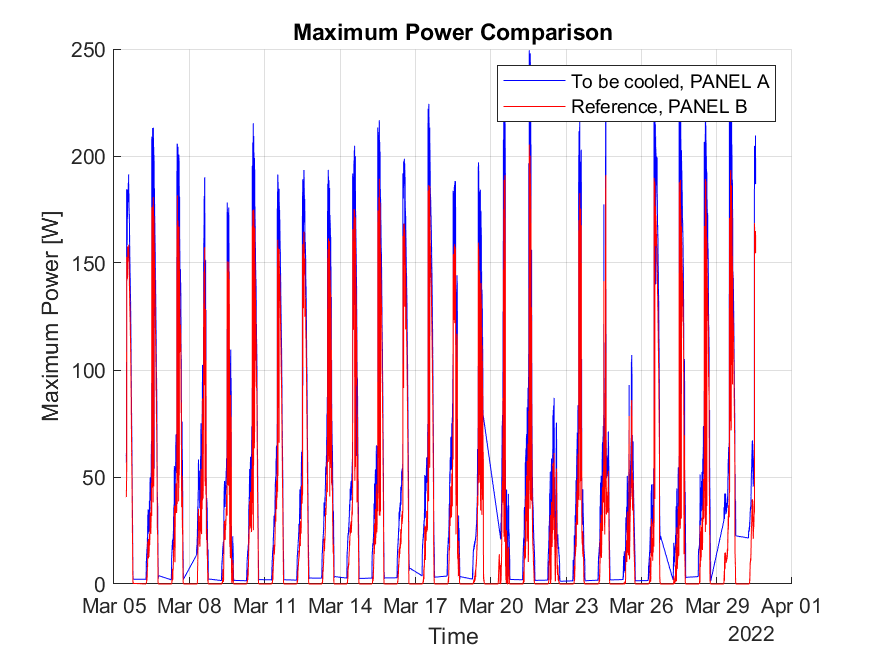 Maximum Power Comparison
250
200
150
100
50
0
Maximum Power [W]
To be cooled, PANEL A
Reference, PANEL B
Mar 05 Mar 08 Mar 11 Mar 14 Mar 17 Mar 20 Mar 23 Mar 26 Mar 29 Apr 01
Time
2022